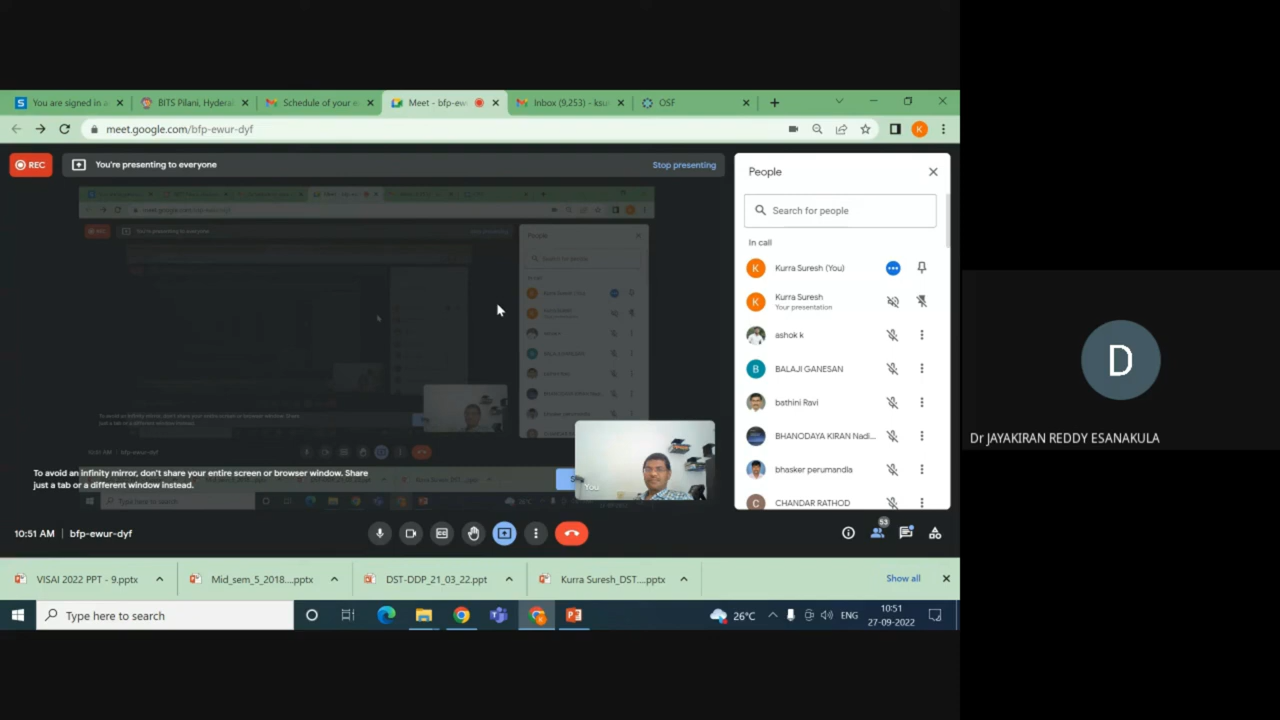 You are signed in a
BITS Pilani, Hyderal
Schedule of your e
Meet - bfp-ew
Inbox (9,253) - ksu
OSF
meet.google.com/bfp-ewur-dyf
K
REC
You're presenting to everyone
Stop presenting
People
Search for people
In call
K
Kurra Suresh (You)
K
Kurra Suresh
Your presentation
ashok k
B
BALAJI GANESAN
bathini Ravi
BHANODAYA KIRAN Nadi...
bhasker perumandla
C
CHANDAR RATHOD
To avoid an infinity mirror, don't share your entire screen or browser window. Share
just a tab or a different window instead.
You
10:51 AM | bfp-ewur-dyf
53
VISAI 2022 PPT - 9.pptx
Mid_sem_5_2018....pptx
DST-DDP_21_03_22.ppt
Kurra Suresh_DST....pptx
Show all
Type here to search
26°C
ENG
10:51
27-09-2022
D
Dr JAYAKIRAN REDDY ESANAKULA